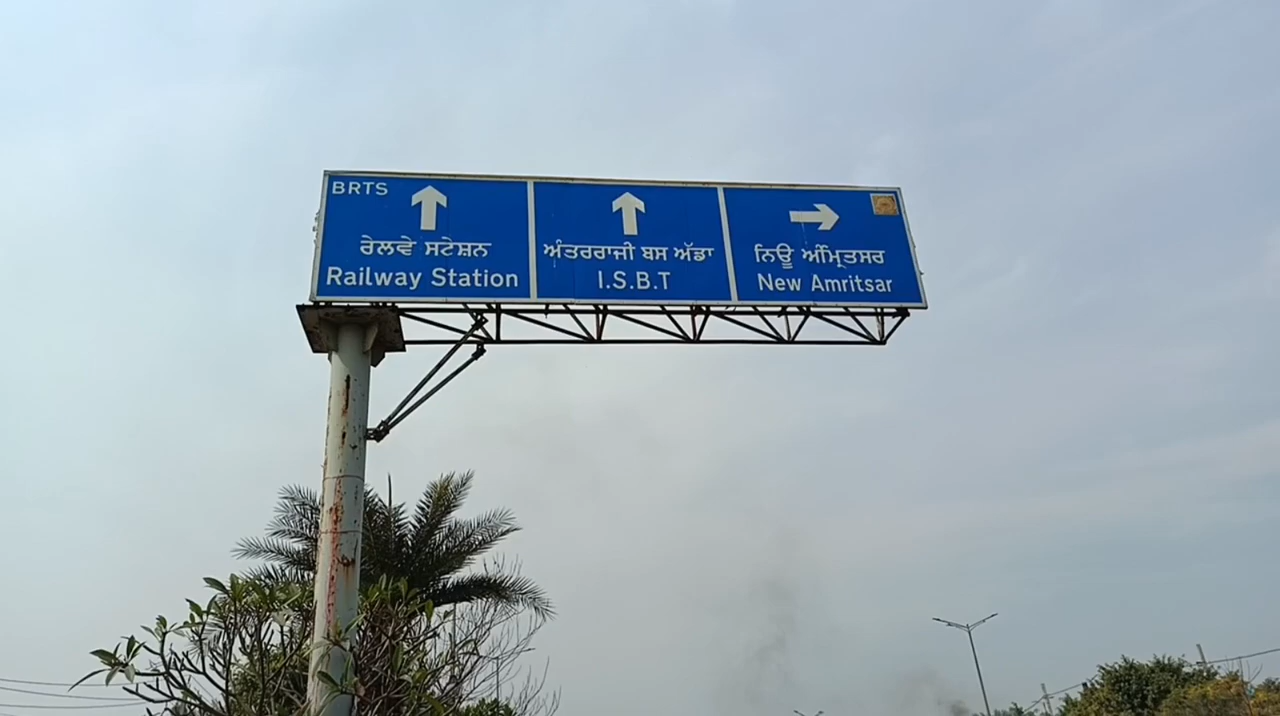 BRTS
ਰੇਲਵੇ ਸਟੇਸ਼ਨ
Railway Station
ਅੰਤਰਰਾਜੀ ਬਸ ਅੱਡਾ
I.S.B.T
ਨਿਊ ਅੰਮ੍ਰਿਤਸਰ
New Amritsar